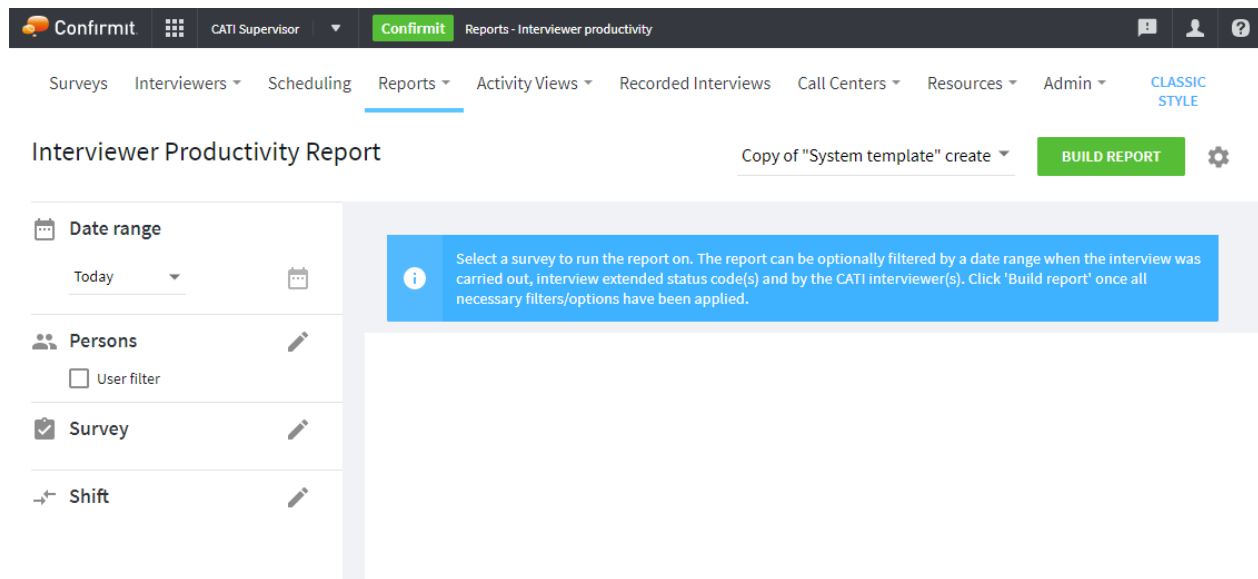 Confirmit. CATI Supervisor Confirmit Reports - Interviewer productivity
Surveys Interviewers Scheduling Reports Activity Views Recorded Interviews Call Centers Resources Admin CLASSIC
STYLE
Interviewer Productivity Report
Copy of "System template" create BUILD REPORT
Date range
Today
Persons
User filter
Survey
Shift
Select a survey to run the report on. The report can be optionally filtered by a date range when the interview was
carried out, interview extended status code(s) and by the CATI interviewer(s). Click 'Build report' once all
necessary filters/options have been applied.